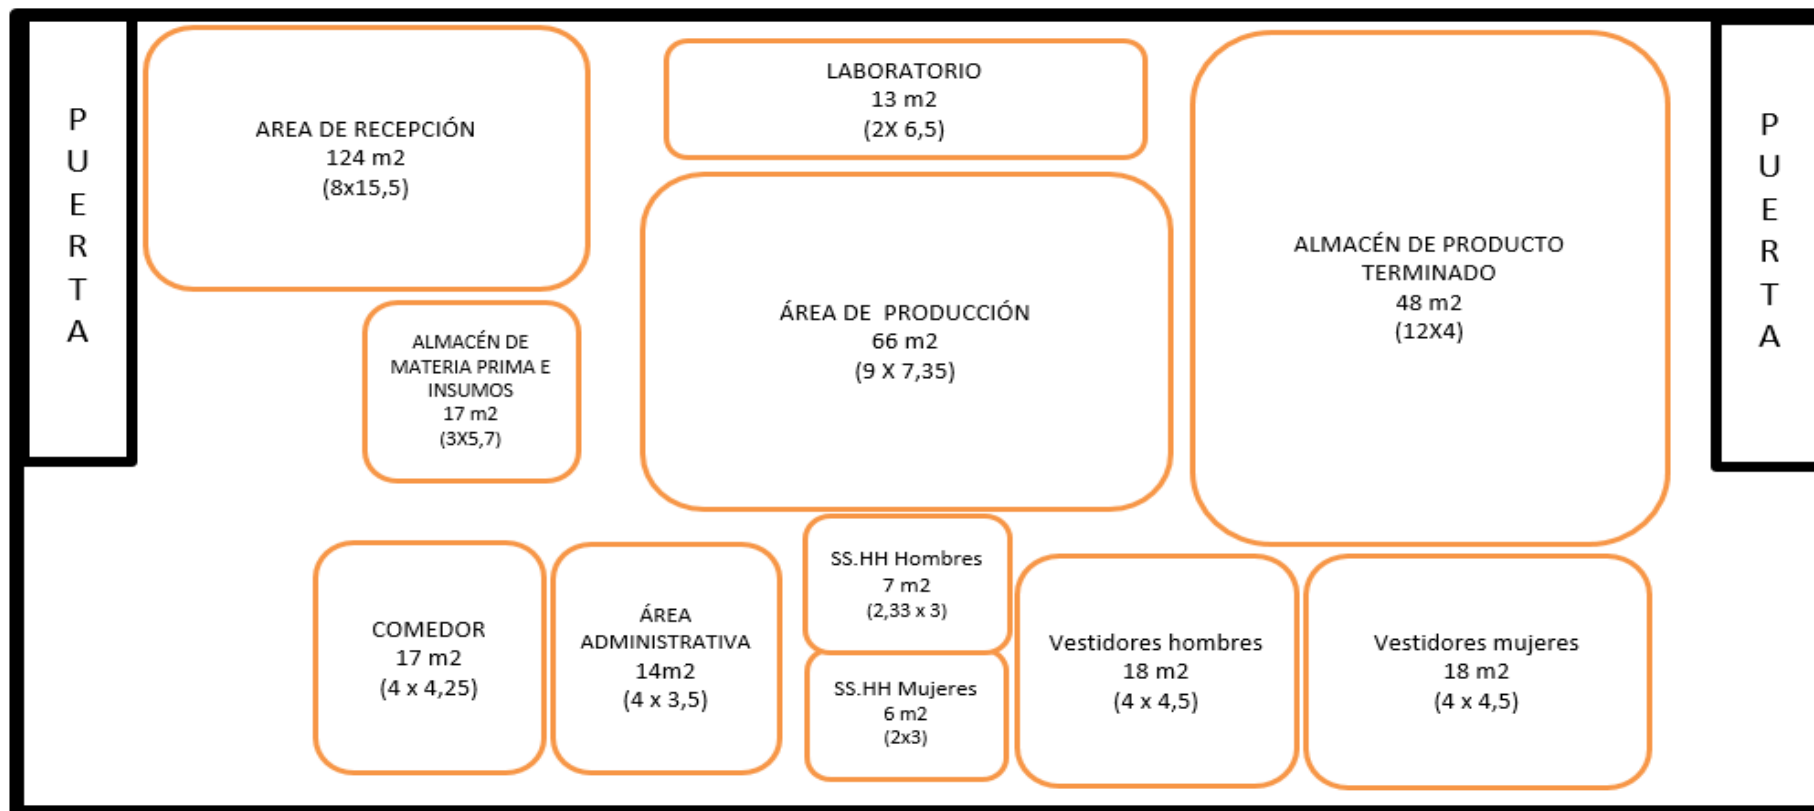 PUERTA
AREA DE RECEPCIÓN
124 m2
(8x15,5)
LABORATORIO
13 m2
(2X 6,5)
ALMACÉN DE PRODUCTO
TERMINADO
48 m2
(12X4)
PUERTA
ALMACÉN DE
MATERIA PRIMA E
INSUMOS
17 m2
(3X5,7)
ÁREA DE PRODUCCIÓN
66 m2
(9 X 7,35)
COMEDOR
17 m2
(4 x 4,25)
ÁREA
ADMINISTRATIVA
14m2
(4 x 3,5)
SS.HH Hombres
7 m2
(2,33 x 3)
SS.HH Mujeres
6 m2
(2x3)
Vestidores hombres
18 m2
(4 x 4,5)
Vestidores mujeres
18 m2
(4 x 4,5)